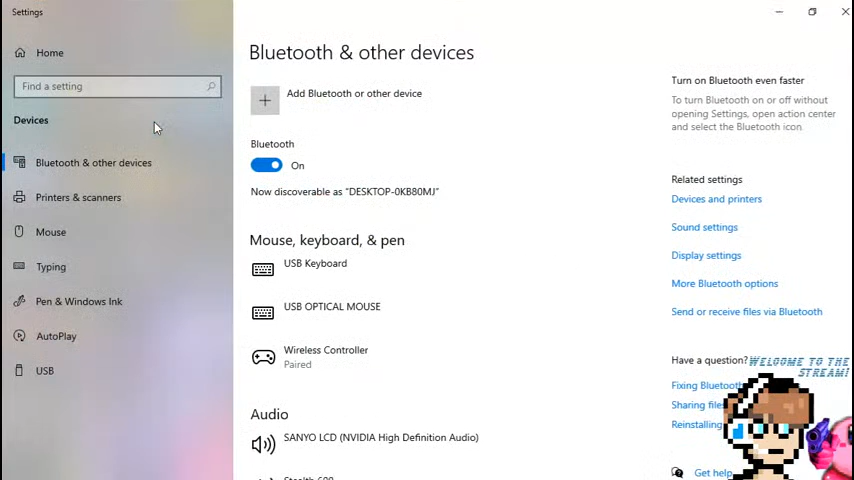 Settings
Home
Find a setting
Devices
Bluetooth & other devices
Printers & scanners
Mouse
Typing
Pen & Windows Ink
AutoPlay
USB
Bluetooth & other devices
Add Bluetooth or other device
Bluetooth
On
Now discoverable as "DESKTOP-0KB80MJ"
Mouse, keyboard, & pen
USB Keyboard
USB OPTICAL MOUSE
Wireless Controller
Paired
Audio
SANYO LCD (NVIDIA High Definition Audio)
Turn on Bluetooth even faster
To turn Bluetooth on or off without
opening Settings, open action center
and select the Bluetooth icon.
Related settings
Devices and printers
Sound settings
Display settings
More Bluetooth options
Send or receive files via Bluetooth
Have a question?
WELCOME TO THE
STREAM!
Fixing Bluetooth
Sharing files
Reinstalling
Get help